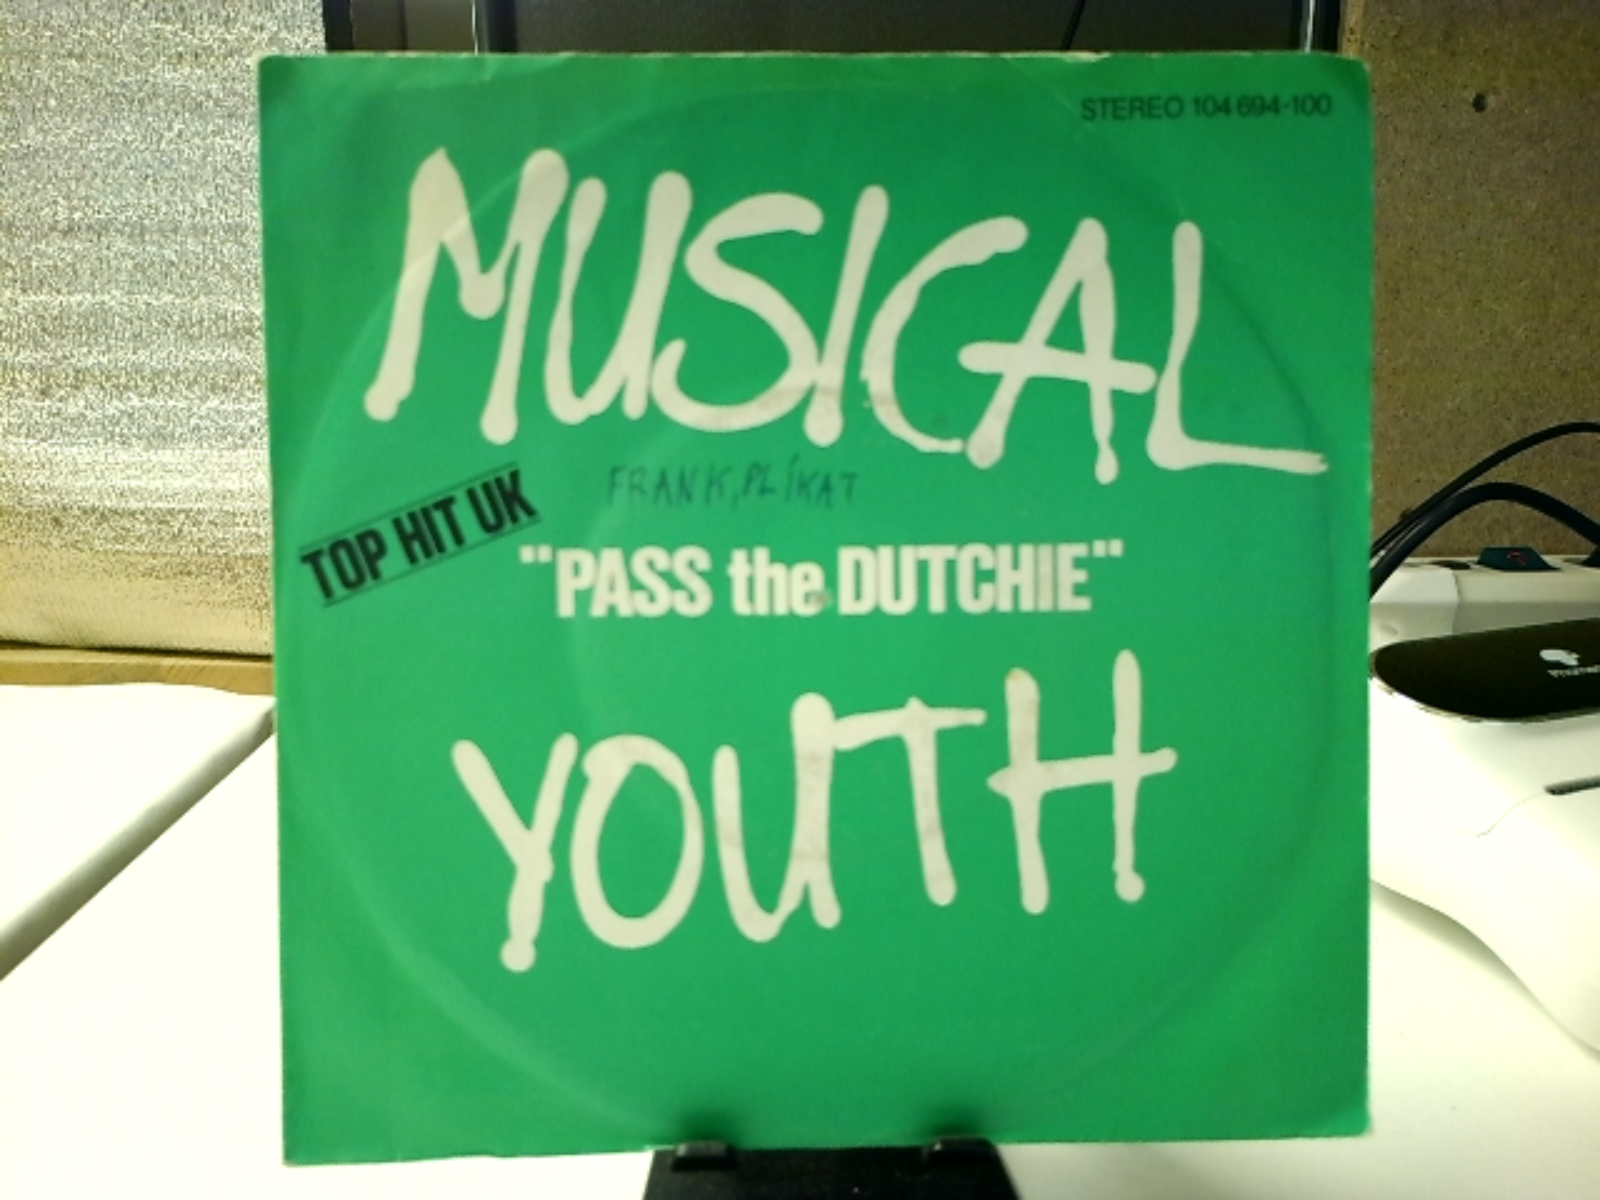 STEREO 104 694-100
MUSICAL
FRANK, PLÍKAT
TOP HIT UK
"PASS the DUTCHIE"
YOUTH